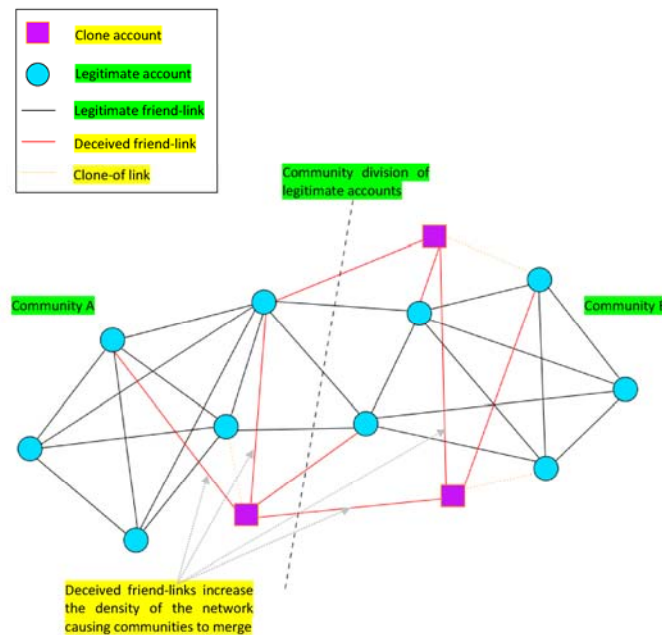 Clone account
Legitimate account
Legitimate friend-link
Deceived friend-link
Clone-of link
Community division of
legitimate accounts
Community A
Community B
Deceived friend-links increase
the density of the network
causing communities to merge